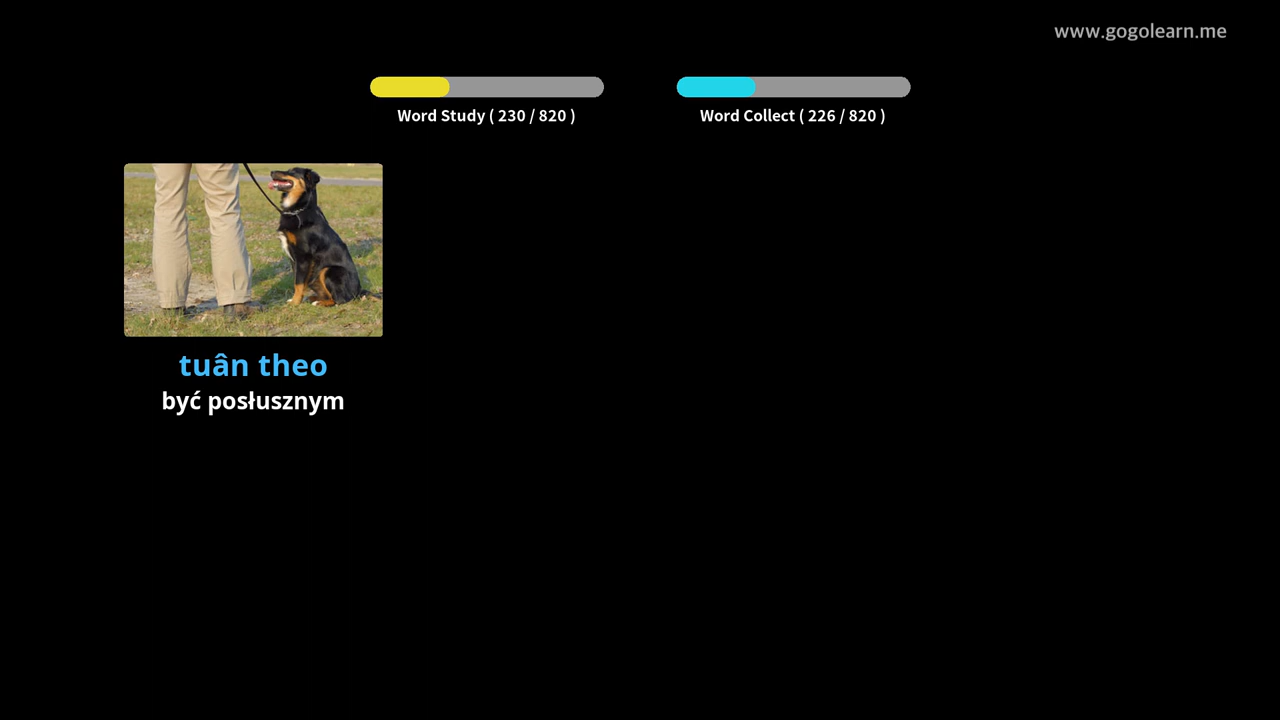 www.gogolearn.me
Word Study ( 230 / 820 )
Word Collect ( 226 / 820 )
tuân theo
być posłusznym